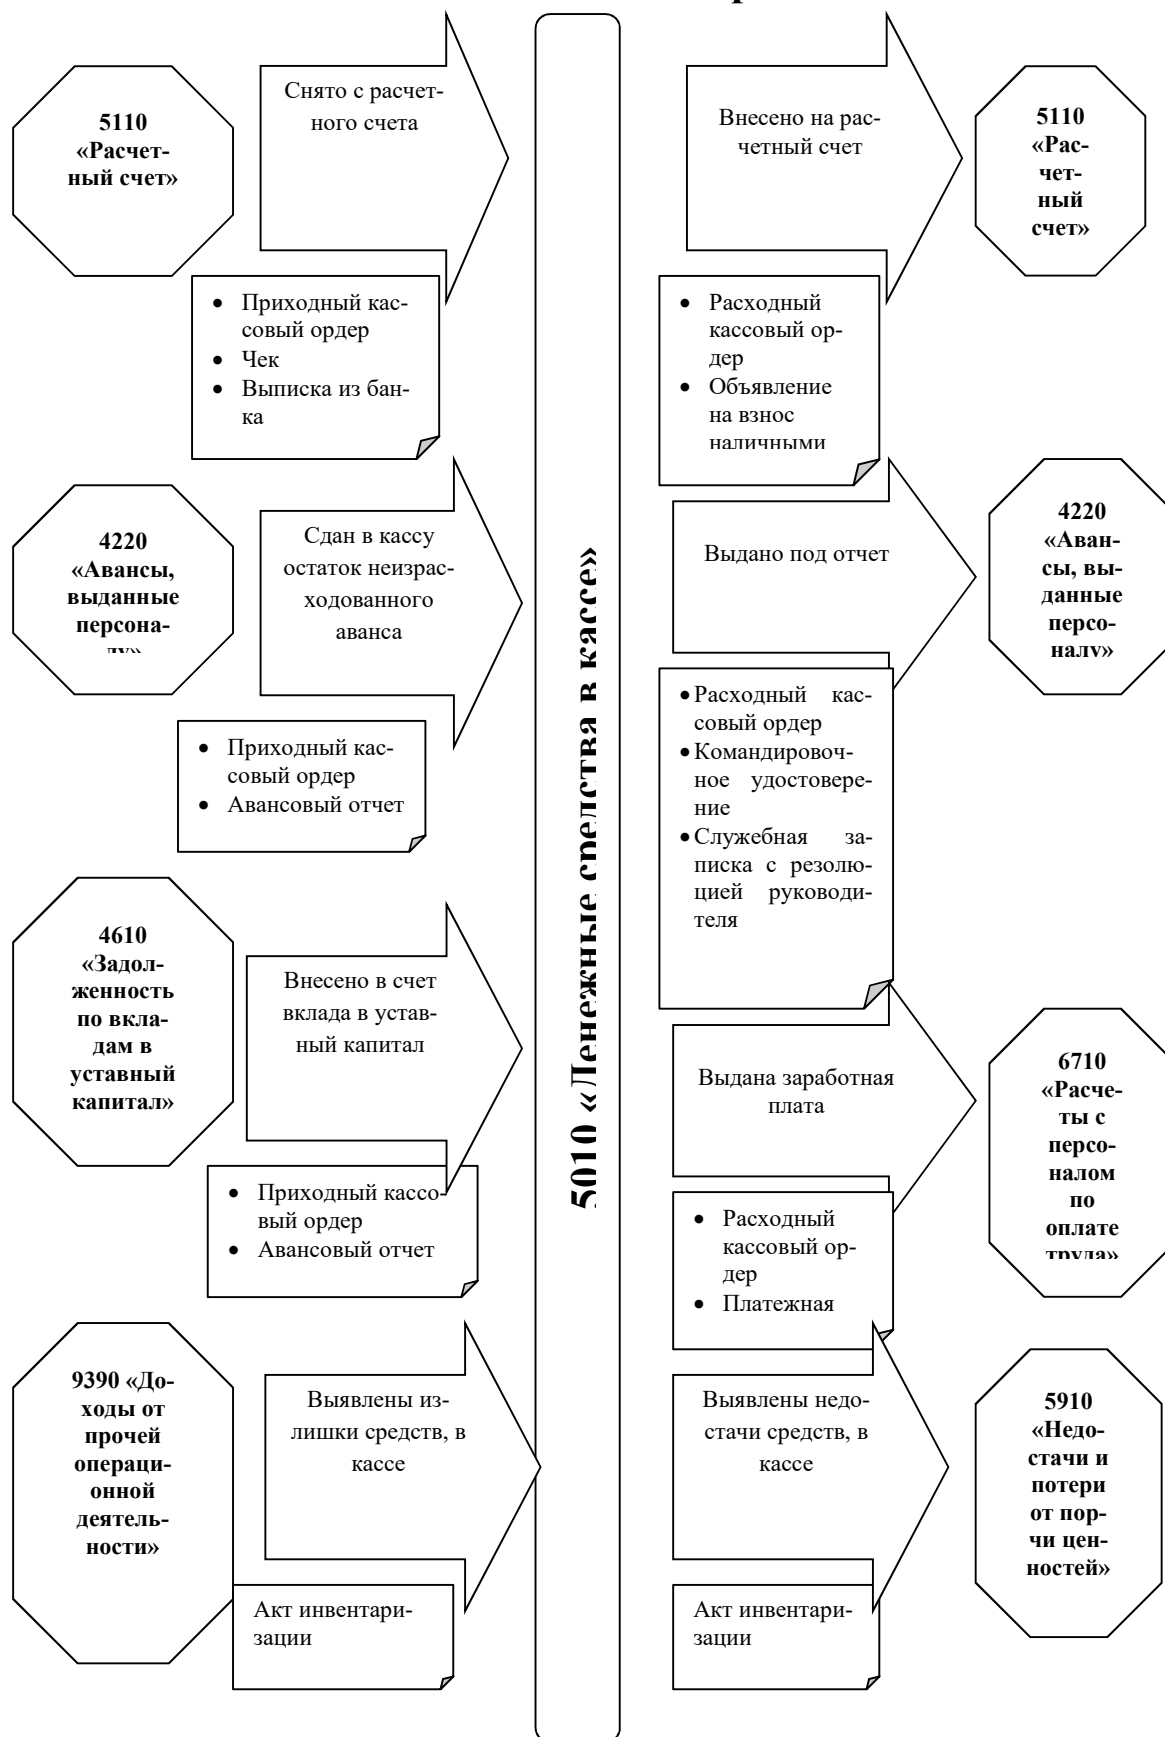 5110
«Расчет-
ный счет»
Снято с расчет-
ного счета
Внесено на рас-
четный счет
5110
«Рас-
чет-
ный
счет»
• Приходный кас-
совый ордер
• Чек
• Выписка из бан-
ка
• Расходный
кассовый ор-
дер
• Объявление
на взнос
наличными
4220
«Авансы,
выданные
персона-
лу»
Сдан в кассу
остаток неизрас-
ходованного
аванса
Выдано под отчет
4220
«Аван-
сы, вы-
данные
персо-
налу»
• Приходный кас-
совый ордер
• Авансовый отчет
• Расходный кас-
совый ордер
• Командировоч-
ное удостовере-
ние
• Служебная за-
писка с резолю-
цией руководи-
теля
5010 «Денежные средства в кассе»
4610
«Задол-
женность
по вкла-
дам в
уставный
капитал»
Внесено в счет
вклада в устав-
ный капитал
Выдана заработная
плата
6710
«Расче-
ты с
персо-
налом
по
оплате
труда»
• Приходный кассо-
вый ордер
• Авансовый отчет
• Расходный
кассовый ор-
дер
• Платежная
9390 «До-
ходы от
прочей
операци-
онной
деятель-
ности»
Выявлены из-
лишки средств, в
кассе
Выявлены недо-
стачи средств, в
кассе
5910
«Недо-
стачи и
потери
от пор-
чи цен-
ностей»
Акт инвентари-
зации
Акт инвентари-
зации